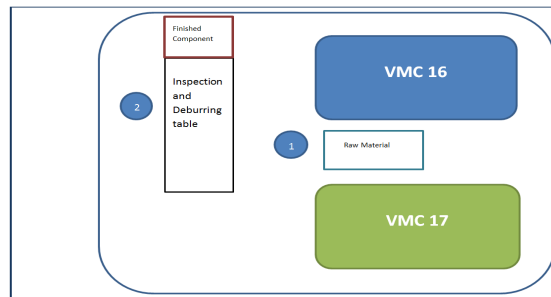 Finished
Component
Inspection
and
Deburring
table
2
VMC 16
1
Raw Material
VMC 17